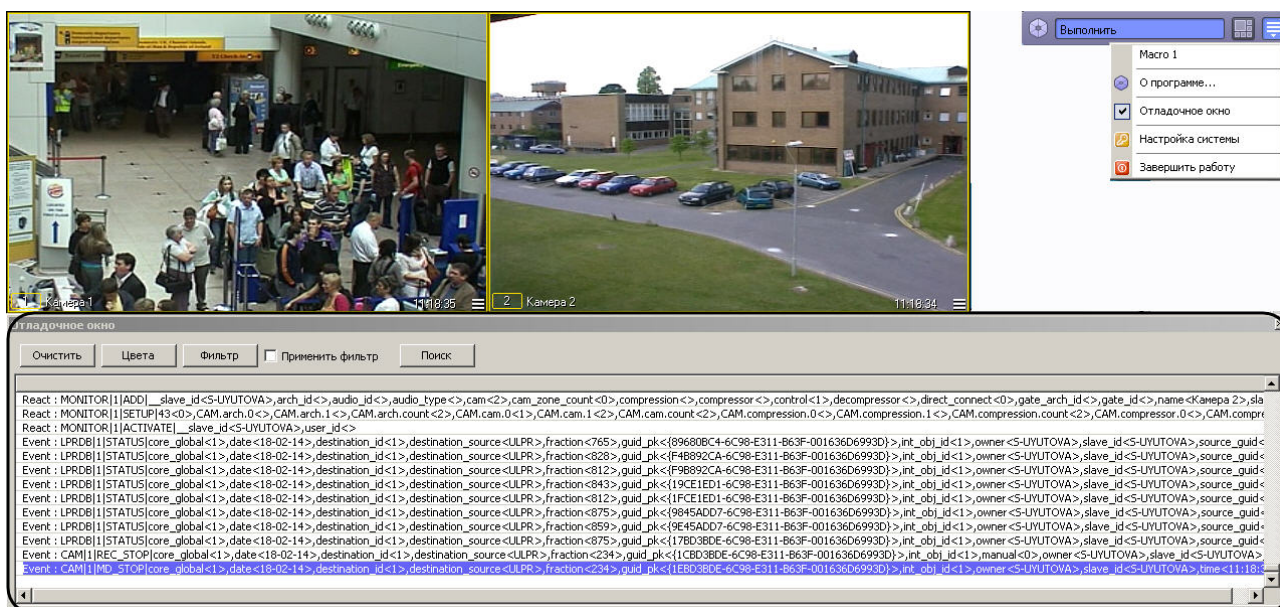 Выполнить
Macro 1
О программе...
Отладочное окно
Настройка системы
Завершить работу
1 Камера 1 11:18:35
2 Камера 2 11:18:34
Отладочное окно
Очистить Цвета Фильтр Применить фильтр Поиск
React : MONITOR|1|ADD|__slave_id<S-UYUTOVA>,arch_id<>,audio_id<>,audio_type<>,cam<2>,cam_zone_count<0>,compression<>,compressor<>,control<1>,decompressor<>,direct_connect<0>,gate_arch_id<>,gate_id<>,name<Камера 2>,sla
React : MONITOR|1|SETUP|43<0>,CAM.arch.0<>,CAM.arch.1<>,CAM.arch.count<2>,CAM.cam.0<1>,CAM.cam.1<2>,CAM.cam.count<2>,CAM.compression.0<>,CAM.compression.1<>,CAM.compression.count<2>,CAM.compressor.0<>,CAM.co
React : MONITOR|1|ACTIVATE|__slave_id<S-UYUTOVA>,user_id<>
Event : LPRDB|1|STATUS|core_global<1>,date<18-02-14>,destination_id<1>,destination_source<ULPR>,fraction<765>,guid_pk<{89680BC4-6C98-E311-B63F-001636D6993D}>,int_obj_id<1>,owner<S-UYUTOVA>,slave_id<S-UYUTOVA>,source_guid<
Event : LPRDB|1|STATUS|core_global<1>,date<18-02-14>,destination_id<1>,destination_source<ULPR>,fraction<828>,guid_pk<{F4B892CA-6C98-E311-B63F-001636D6993D}>,int_obj_id<1>,owner<S-UYUTOVA>,slave_id<S-UYUTOVA>,source_guid<
Event : LPRDB|1|STATUS|core_global<1>,date<18-02-14>,destination_id<1>,destination_source<ULPR>,fraction<812>,guid_pk<{F9B892CA-6C98-E311-B63F-001636D6993D}>,int_obj_id<1>,owner<S-UYUTOVA>,slave_id<S-UYUTOVA>,source_guid<
Event : LPRDB|1|STATUS|core_global<1>,date<18-02-14>,destination_id<1>,destination_source<ULPR>,fraction<843>,guid_pk<{19CE1ED1-6C98-E311-B63F-001636D6993D}>,int_obj_id<1>,owner<S-UYUTOVA>,slave_id<S-UYUTOVA>,source_guid<
Event : LPRDB|1|STATUS|core_global<1>,date<18-02-14>,destination_id<1>,destination_source<ULPR>,fraction<812>,guid_pk<{1FCE1ED1-6C98-E311-B63F-001636D6993D}>,int_obj_id<1>,owner<S-UYUTOVA>,slave_id<S-UYUTOVA>,source_guid<
Event : LPRDB|1|STATUS|core_global<1>,date<18-02-14>,destination_id<1>,destination_source<ULPR>,fraction<875>,guid_pk<{9845ADD7-6C98-E311-B63F-001636D6993D}>,int_obj_id<1>,owner<S-UYUTOVA>,slave_id<S-UYUTOVA>,source_guid<
Event : LPRDB|1|STATUS|core_global<1>,date<18-02-14>,destination_id<1>,destination_source<ULPR>,fraction<859>,guid_pk<{9E45ADD7-6C98-E311-B63F-001636D6993D}>,int_obj_id<1>,owner<S-UYUTOVA>,slave_id<S-UYUTOVA>,source_guid<
Event : LPRDB|1|STATUS|core_global<1>,date<18-02-14>,destination_id<1>,destination_source<ULPR>,fraction<875>,guid_pk<{17BD3BDE-6C98-E311-B63F-001636D6993D}>,int_obj_id<1>,owner<S-UYUTOVA>,slave_id<S-UYUTOVA>,source_guid<
Event : CAM|1|REC_STOP|core_global<1>,date<18-02-14>,destination_id<1>,destination_source<ULPR>,fraction<234>,guid_pk<{1CBD3BDE-6C98-E311-B63F-001636D6993D}>,int_obj_id<1>,manual<0>,owner<S-UYUTOVA>,slave_id<S-UYUTOVA>
Event : CAM|1|MD_STOP|core_global<1>,date<18-02-14>,destination_id<1>,destination_source<ULPR>,fraction<234>,guid_pk<{1EBD3BDE-6C98-E311-B63F-001636D6993D}>,int_obj_id<1>,owner<S-UYUTOVA>,slave_id<S-UYUTOVA>,time<11:18:3